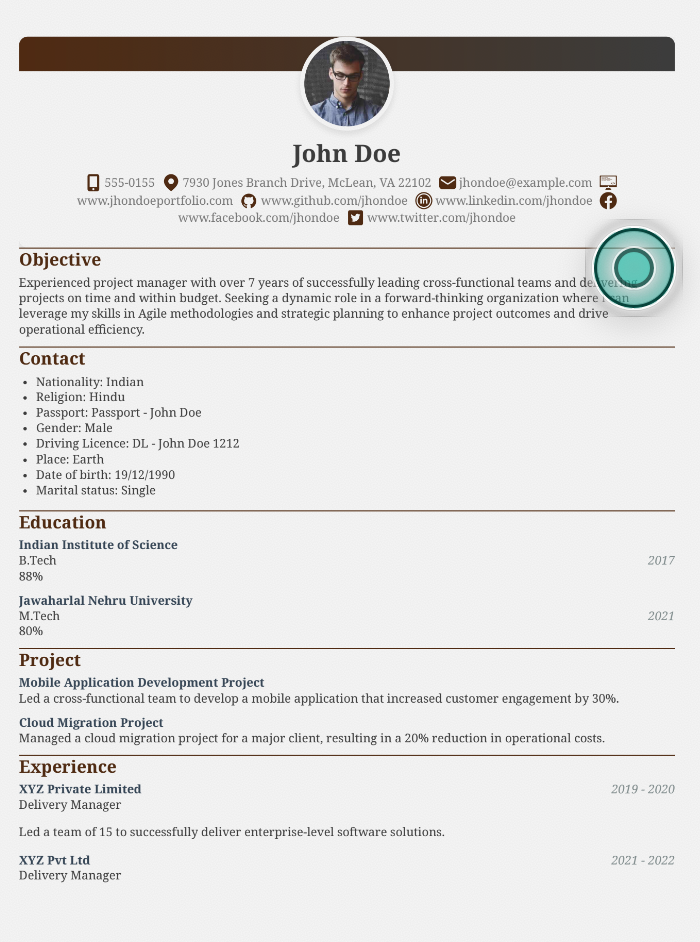 John Doe
555-0155 7930 Jones Branch Drive, McLean, VA 22102 jhondoe@example.com
www.jhondoeportfolio.com www.github.com/jhondoe www.linkedin.com/jhondoe
www.facebook.com/jhondoe www.twitter.com/jhondoe
Objective
Experienced project manager with over 7 years of successfully leading cross-functional teams and delivering
projects on time and within budget. Seeking a dynamic role in a forward-thinking organization where I can
leverage my skills in Agile methodologies and strategic planning to enhance project outcomes and drive
operational efficiency.
Contact
• Nationality: Indian
• Religion: Hindu
• Passport: Passport - John Doe
• Gender: Male
• Driving Licence: DL - John Doe 1212
• Place: Earth
• Date of birth: 19/12/1990
• Marital status: Single
Education
Indian Institute of Science
B.Tech 2017
88%
Jawaharlal Nehru University
M.Tech 2021
80%
Project
Mobile Application Development Project
Led a cross-functional team to develop a mobile application that increased customer engagement by 30%.
Cloud Migration Project
Managed a cloud migration project for a major client, resulting in a 20% reduction in operational costs.
Experience
XYZ Private Limited 2019 - 2020
Delivery Manager
Led a team of 15 to successfully deliver enterprise-level software solutions.
XYZ Pvt Ltd 2021 - 2022
Delivery Manager